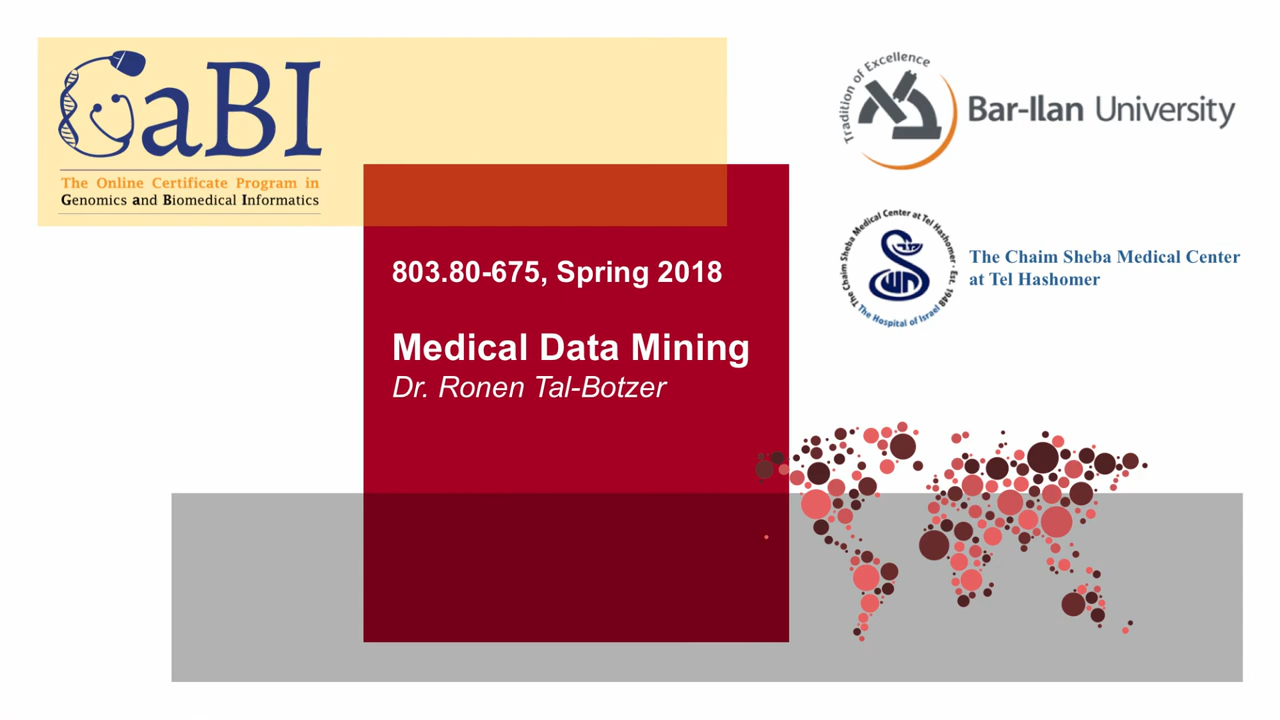 GaBI
The Online Certificate Program in
Genomics and Biomedical Informatics
803.80-675, Spring 2018
Medical Data Mining
Dr. Ronen Tal-Botzer
Tradition of Excellence
Bar-Ilan University
The Chaim Sheba Medical Center at Tel Hashomer · Est. 1948
The Hospital of Israel
The Chaim Sheba Medical Center
at Tel Hashomer